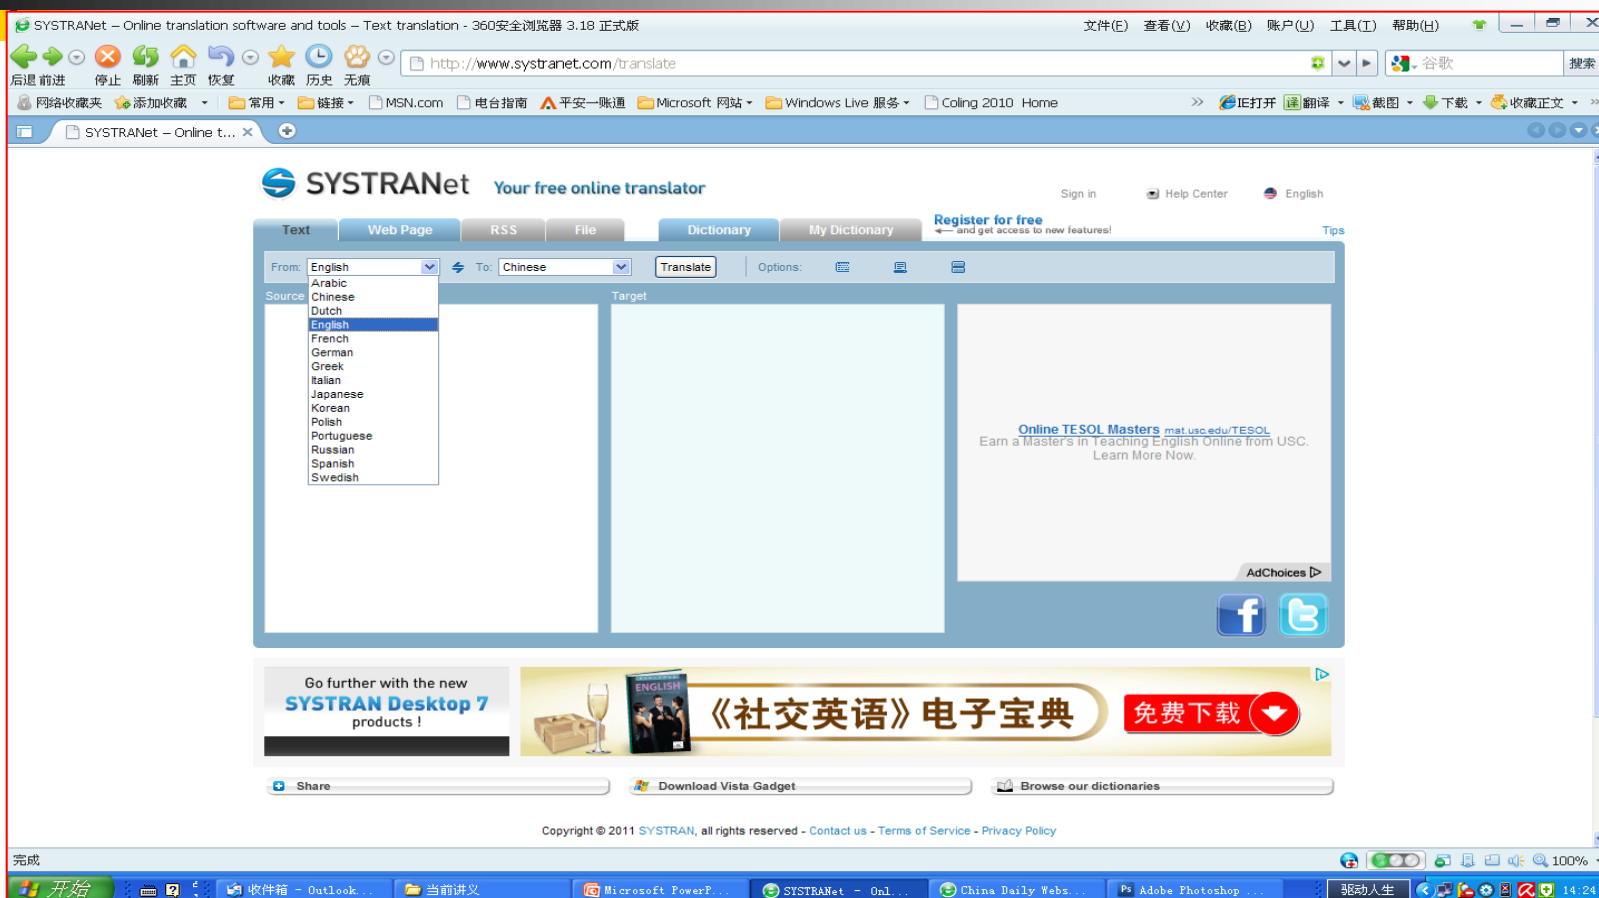 SYSTRANet – Online translation software and tools – Text translation - 360安全浏览器 3.18 正式版
文件(F) 查看(V) 收藏(B) 账户(U) 工具(T) 帮助(H)
后退 前进 停止 刷新 主页 恢复 收藏 历史 无痕
http://www.systranet.com/translate
谷歌 搜索
网络收藏夹 添加收藏 常用 链接 MSN.com 电台指南 平安一账通 Microsoft 网站 Windows Live 服务 Coling 2010 Home » IE打开 翻译 截图 下载 收藏正文 »
SYSTRANet – Online t...
SYSTRANet Your free online translator
Sign in Help Center English
Text Web Page RSS File Dictionary My Dictionary
Register for free
and get access to new features!
Tips
From: English To: Chinese Translate Options:
Source Target
Arabic
Chinese
Dutch
English
French
German
Greek
Italian
Japanese
Korean
Polish
Portuguese
Russian
Spanish
Swedish
Online TESOL Masters mat.usc.edu/TESOL
Earn a Master's in Teaching English Online from USC.
Learn More Now.
AdChoices
Go further with the new
SYSTRAN Desktop 7
products !
ENGLISH
《社交英语》电子宝典
免费下载
Share Download Vista Gadget Browse our dictionaries
Copyright © 2011 SYSTRAN, all rights reserved - Contact us - Terms of Service - Privacy Policy
完成 100%
开始 收件箱 - Outlook... 当前讲义 Microsoft PowerP... SYSTRANet - Onl... China Daily Webs... Adobe Photoshop ... 驱动人生 14:24